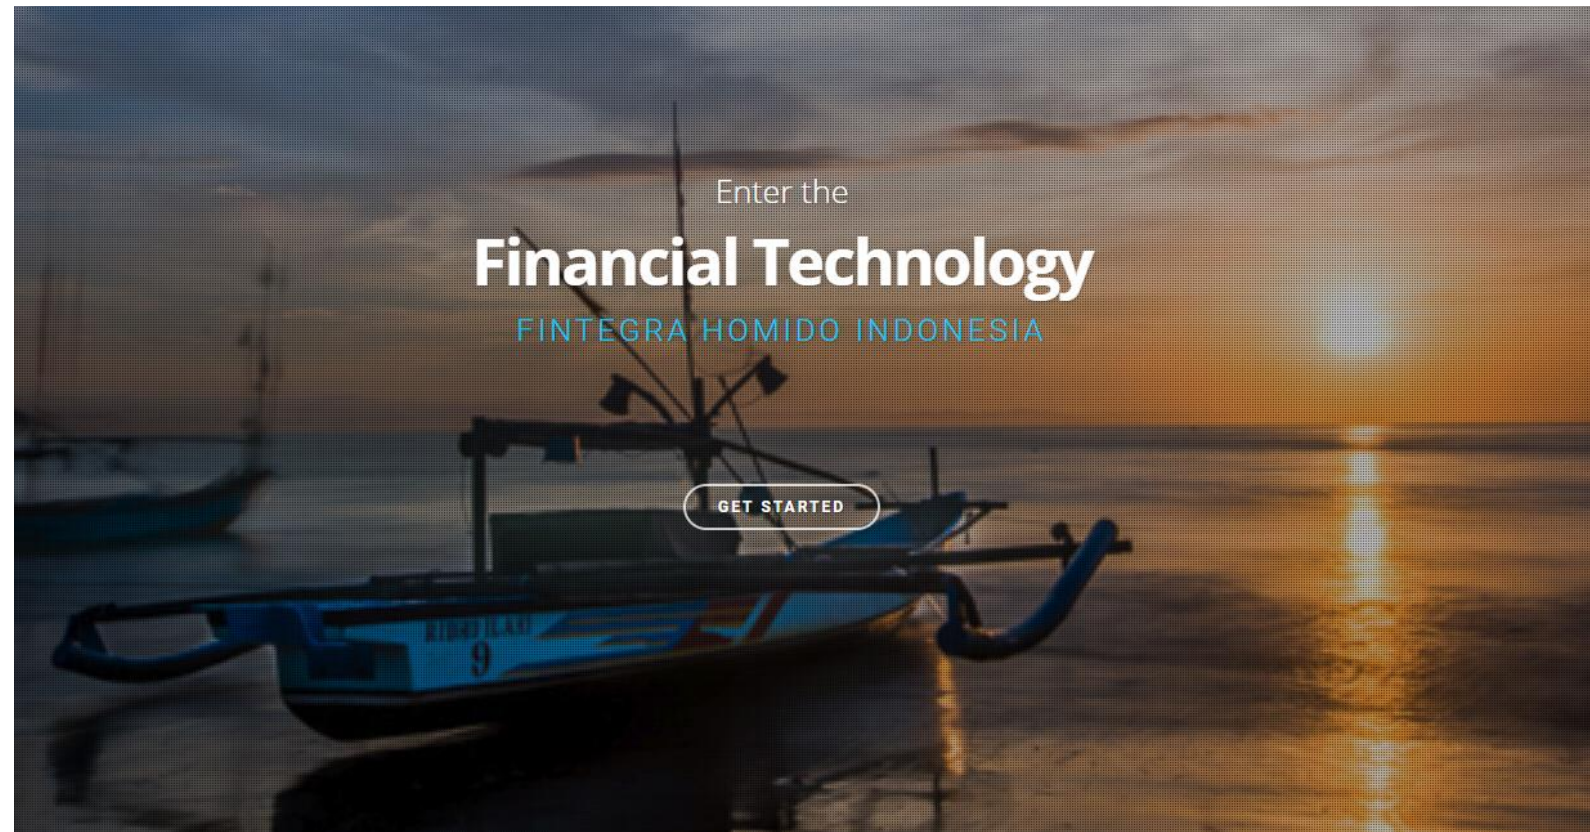 Enter the
Financial Technology
FINTEGRA HOMIDO INDONESIA
GET STARTED
9